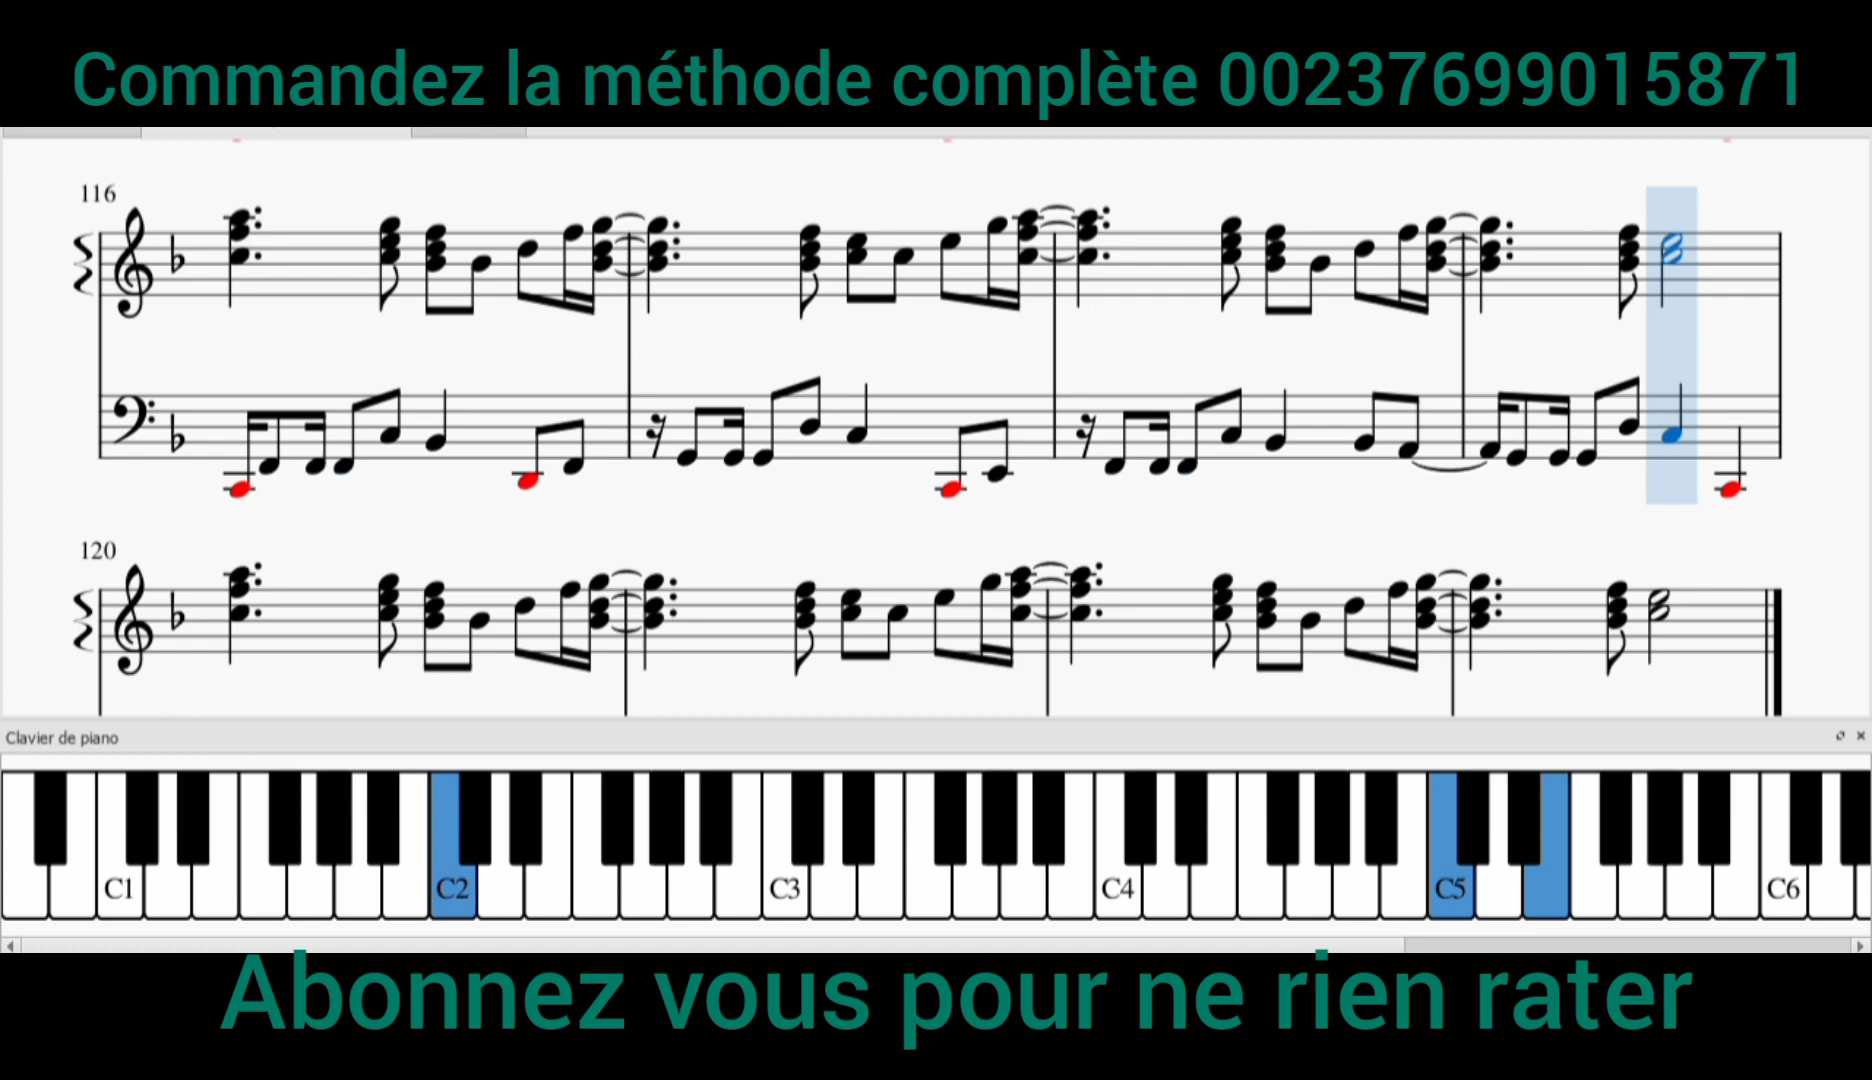 Commandez la méthode complète 00237699015871
116
120
Clavier de piano
C1 C2 C3 C4 C5 C6
Abonnez vous pour ne rien rater